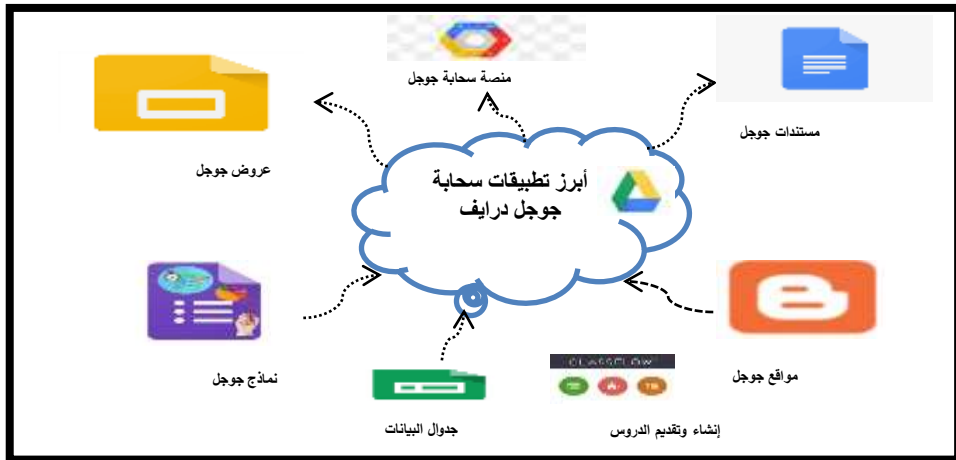 منصة سحابة جوجل
مستندات جوجل
عروض جوجل
أبرز تطبيقات سحابة
جوجل درايف
مواقع جوجل
نماذج جوجل
CLASSFLOW
إنشاء وتقديم الدروس
جدوال البيانات